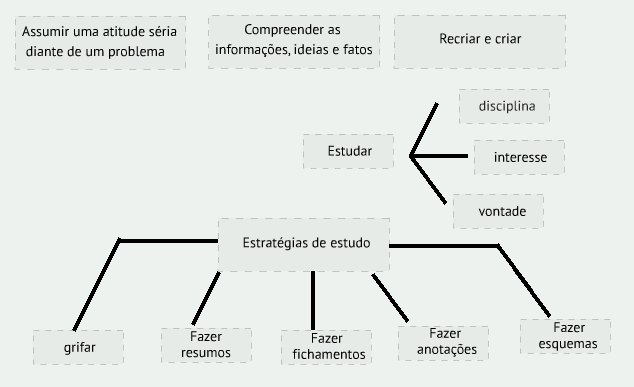 Assumir uma atitude séria
diante de um problema
Compreender as
informações, ideias e fatos
Recriar e criar
disciplina
Estudar
interesse
vontade
Estratégias de estudo
grifar
Fazer
resumos
Fazer
fichamentos
Fazer
anotações
Fazer
esquemas